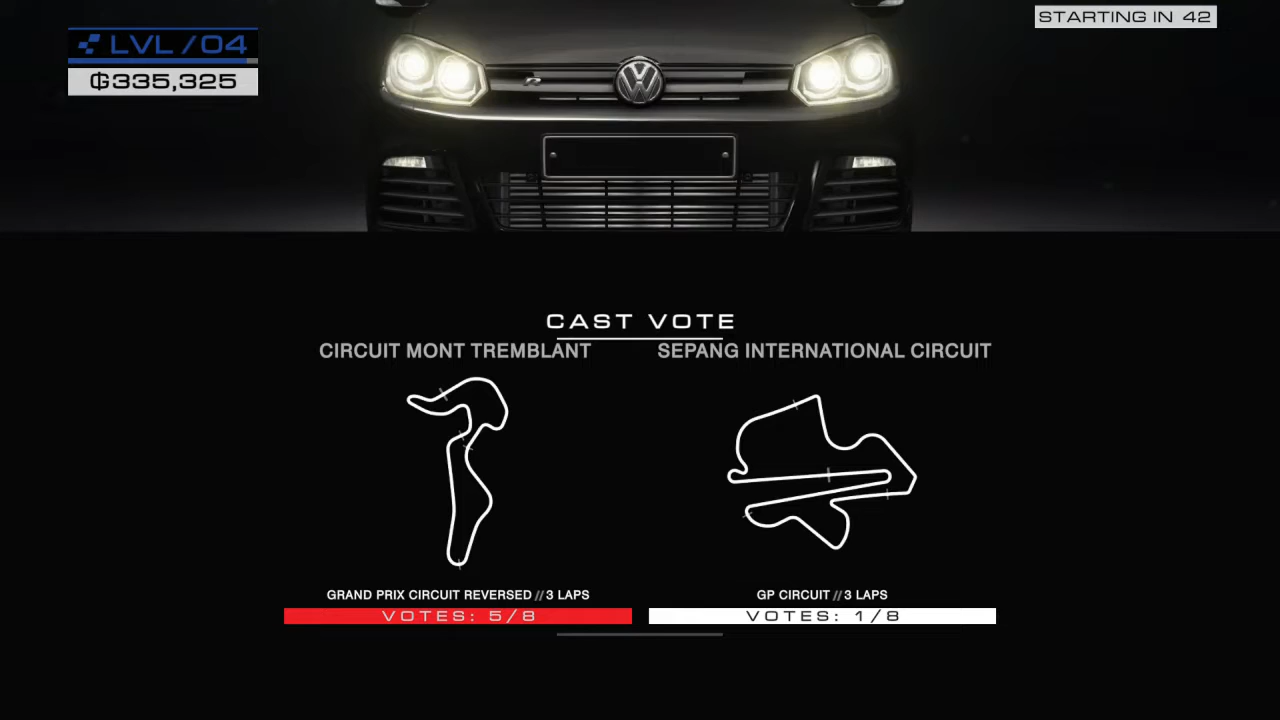 STARTING IN 42
LVL/04
₲335,325
R
CAST VOTE
CIRCUIT MONT TREMBLANT
SEPANG INTERNATIONAL CIRCUIT
GRAND PRIX CIRCUIT REVERSED // 3 LAPS
GP CIRCUIT // 3 LAPS
VOTES: 5/8
VOTES: 1/8